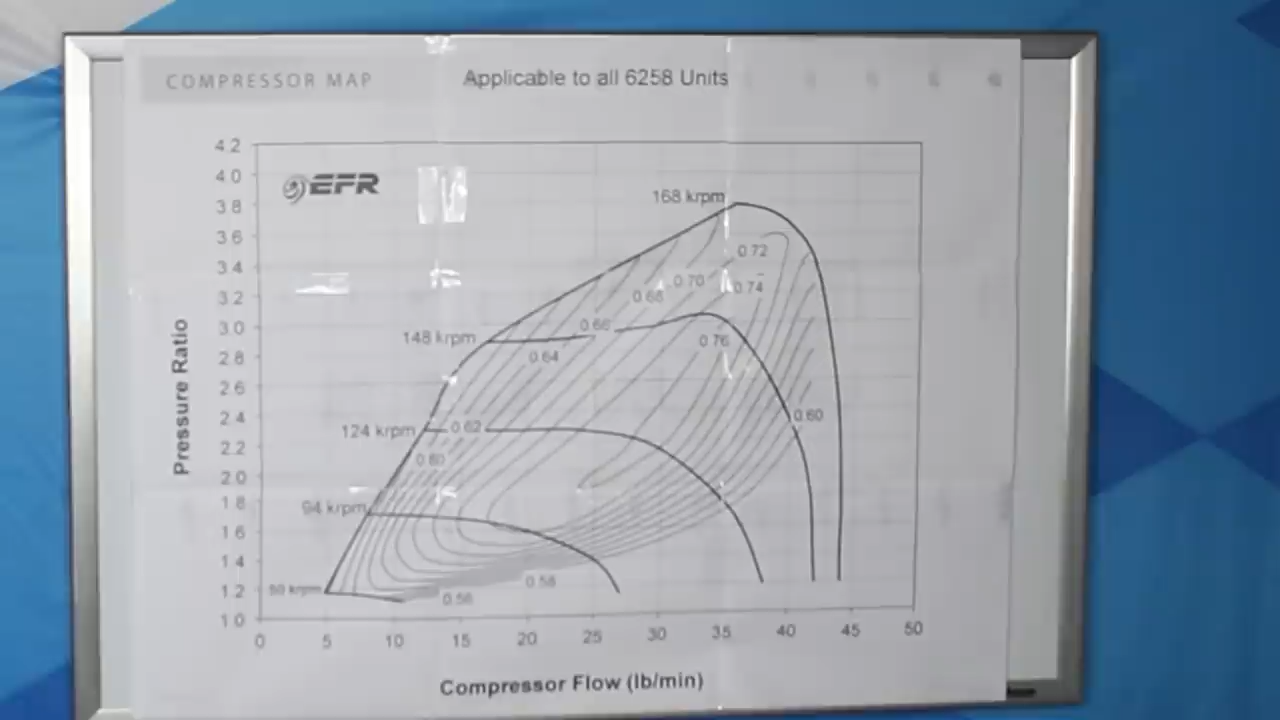 COMPRESSOR MAP
Applicable to all 6258 Units
EFR
4.2
4.0
3.8
3.6
3.4
3.2
3.0
2.8
2.6
2.4
2.2
2.0
1.8
1.6
1.4
1.2
1.0
Pressure Ratio
168 krpm
148 krpm
124 krpm
94 krpm
59 krpm
0.72
0.70
0.74
0.68
0.66
0.76
0.64
0.60
0.62
0.60
0.58
0.56
0 5 10 15 20 25 30 35 40 45 50
Compressor Flow (lb/min)